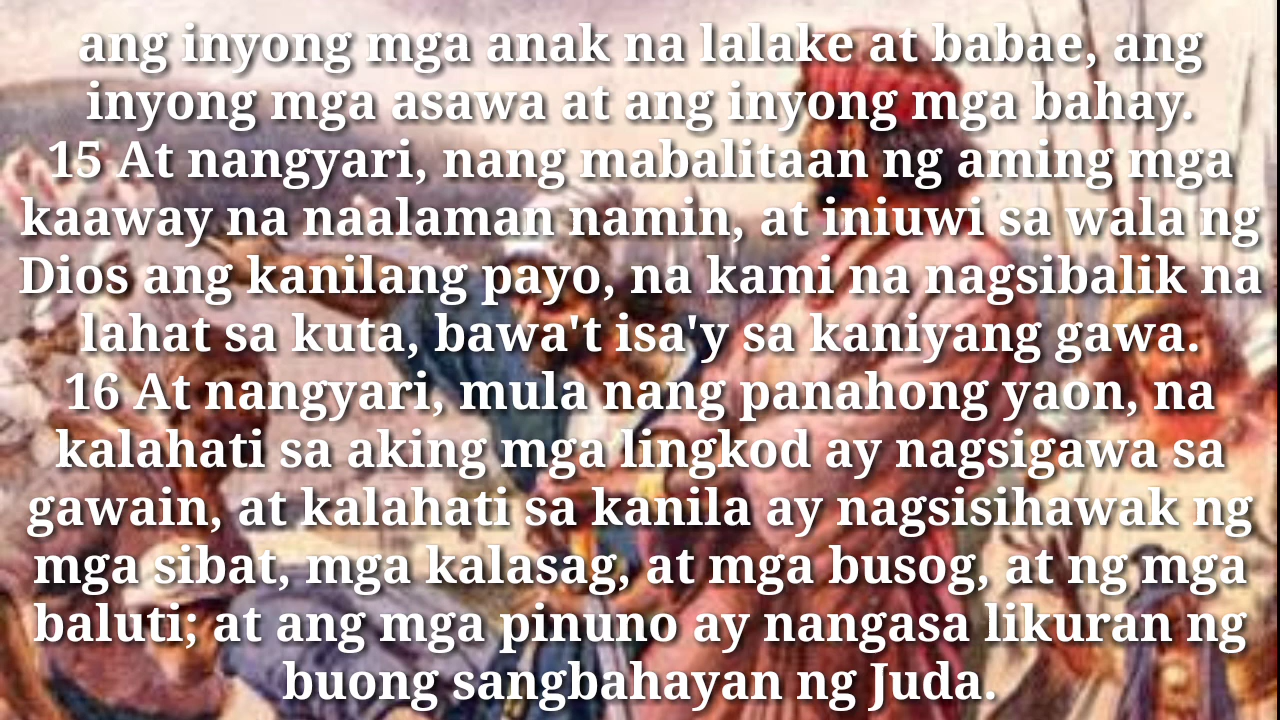 ang inyong mga anak na lalake at babae, ang
inyong mga asawa at ang inyong mga bahay.
15 At nangyari, nang mabalitaan ng aming mga
kaaway na naalaman namin, at iniuwi sa wala ng
Dios ang kanilang payo, na kami na nagsibalik na
lahat sa kuta, bawa't isa'y sa kaniyang gawa.
16 At nangyari, mula nang panahong yaon, na
kalahati sa aking mga lingkod ay nagsigawa sa
gawain, at kalahati sa kanila ay nagsisihawak ng
mga sibat, mga kalasag, at mga busog, at ng mga
baluti; at ang mga pinuno ay nangasa likuran ng
buong sangbahayan ng Juda.